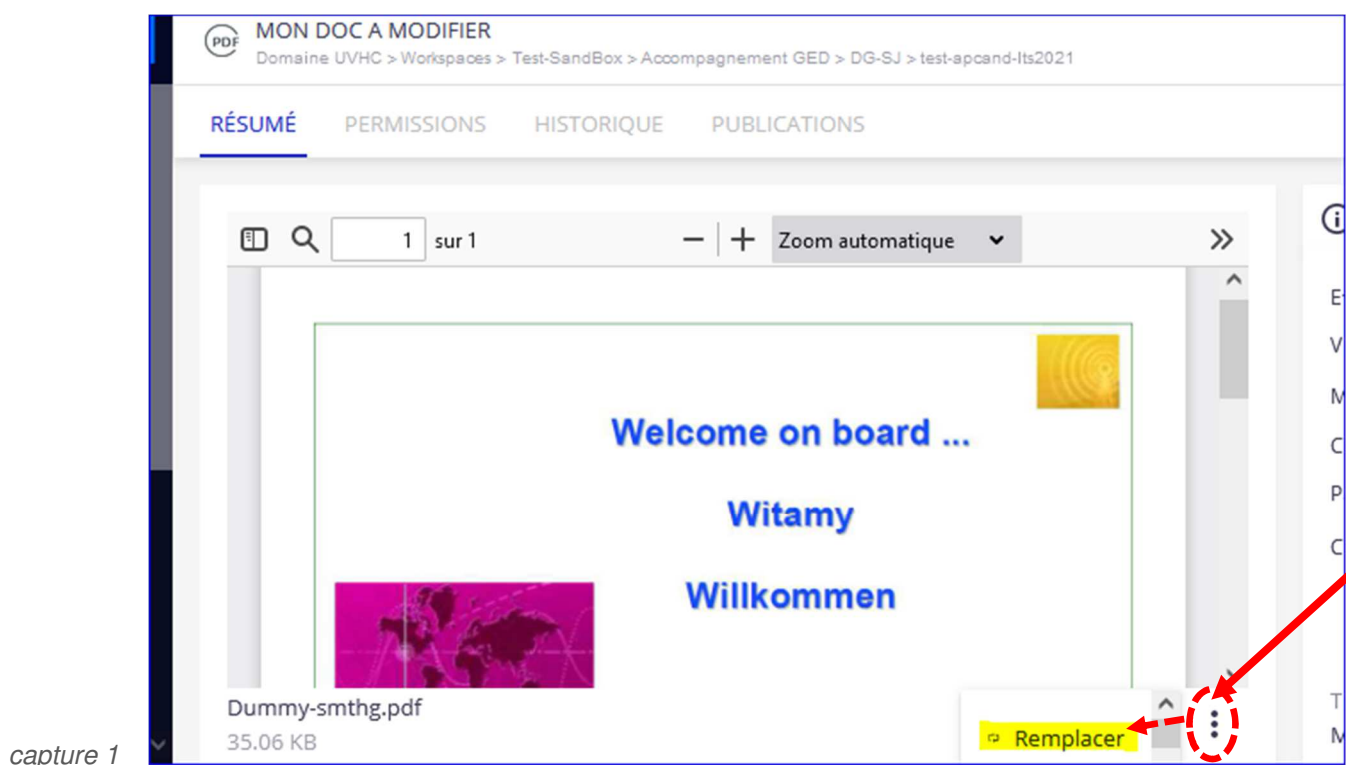 PDF
MON DOC A MODIFIER
Domaine UVHC > Workspaces > Test-SandBox > Accompagnement GED > DG-SJ > test-apcand-lts2021
RÉSUMÉ PERMISSIONS HISTORIQUE PUBLICATIONS
1 sur 1 Zoom automatique
Welcome on board ...
Witamy
Willkommen
Dummy-smthg.pdf
35.06 KB
Remplacer
capture 1